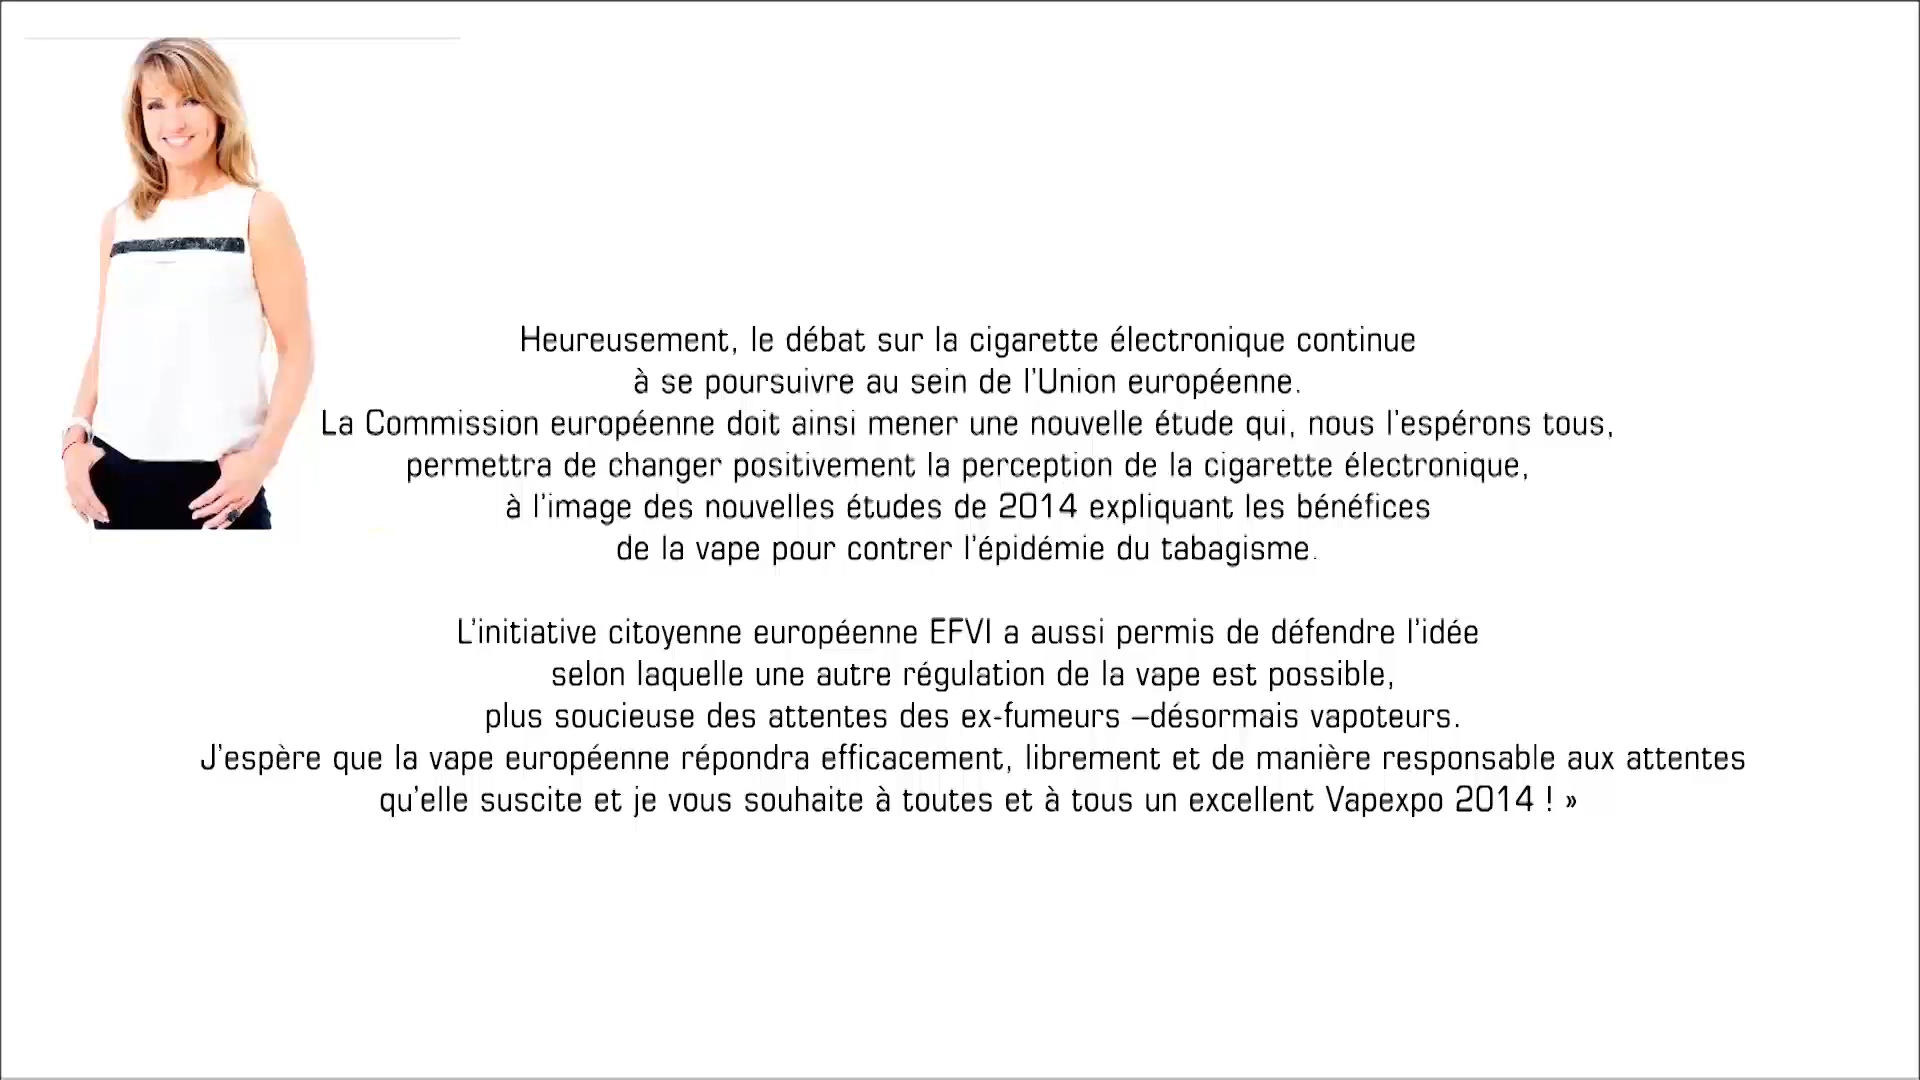 Heureusement, le débat sur la cigarette électronique continue
à se poursuivre au sein de l'Union européenne.
La Commission européenne doit ainsi mener une nouvelle étude qui, nous l'espérons tous,
permettra de changer positivement la perception de la cigarette électronique,
à l'image des nouvelles études de 2014 expliquant les bénéfices
de la vape pour contrer l'épidémie du tabagisme.
L'initiative citoyenne européenne EFVI a aussi permis de défendre l'idée
selon laquelle une autre régulation de la vape est possible,
plus soucieuse des attentes des ex-fumeurs –désormais vapoteurs.
J'espère que la vape européenne répondra efficacement, librement et de manière responsable aux attentes
qu'elle suscite et je vous souhaite à toutes et à tous un excellent Vapexpo 2014 ! »